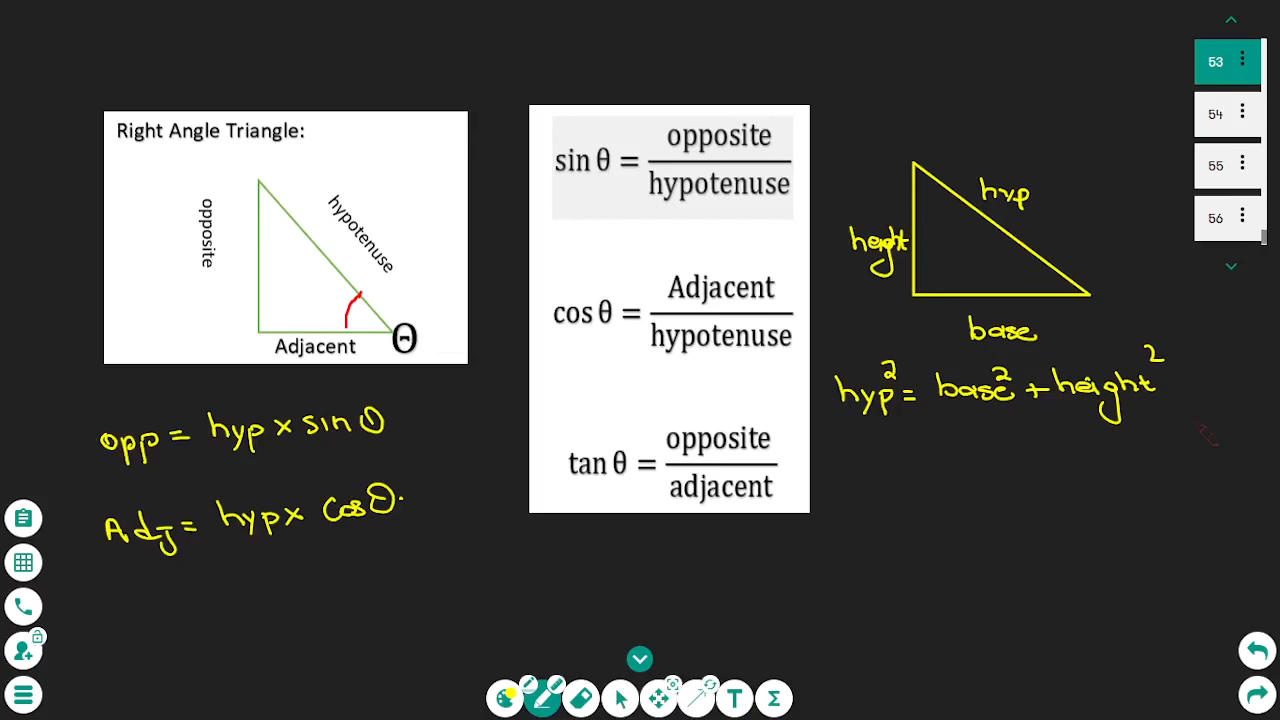 Right Angle Triangle:
opposite
hypotenuse
Adjacent
Θ
opp = hyp x sin θ
Adj = hyp x cos θ.
sin θ = opposite / hypotenuse
cos θ = Adjacent / hypotenuse
tan θ = opposite / adjacent
hyp
height
base
hyp² = base² + height²
53
54
55
56
T
Σ